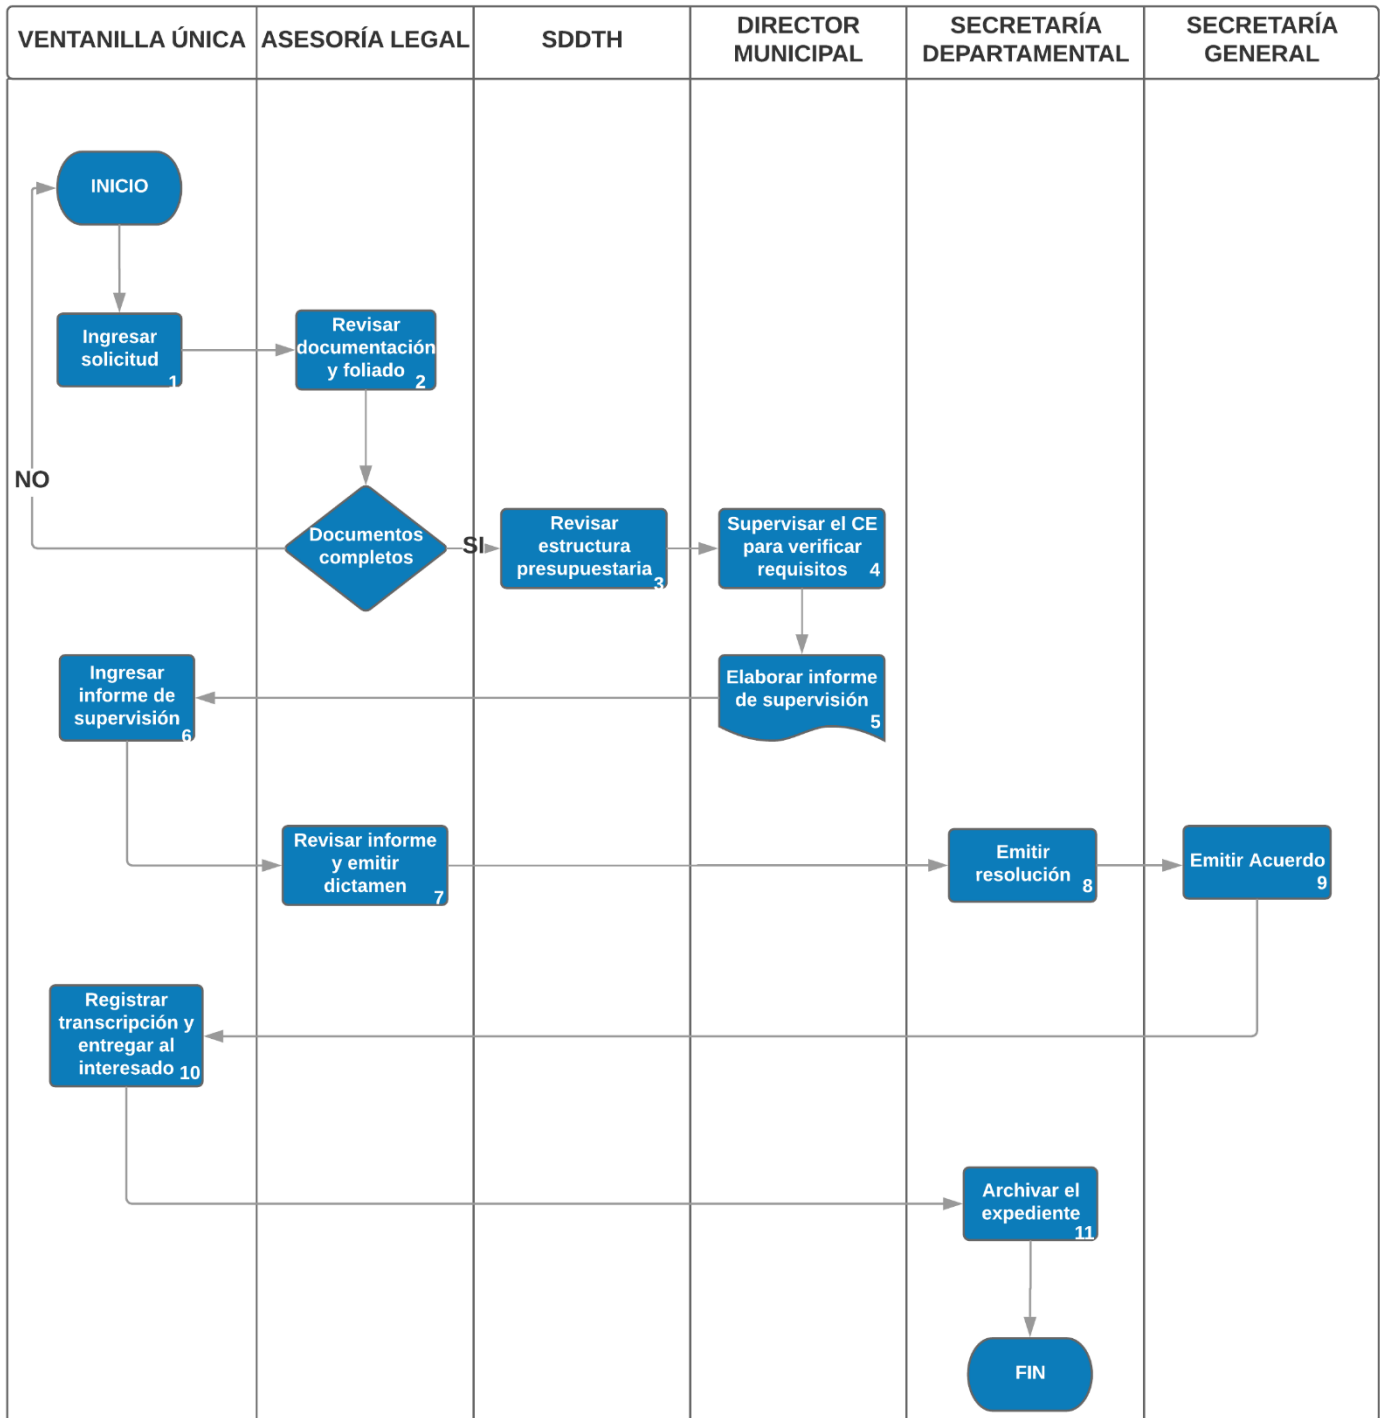 VENTANILLA ÚNICA
ASESORÍA LEGAL
SDDTH
DIRECTOR
MUNICIPAL
SECRETARÍA
DEPARTAMENTAL
SECRETARÍA
GENERAL
INICIO
Ingresar
solicitud
1
Revisar
documentación
y foliado
2
NO
Documentos
completos
SI
Revisar
estructura
presupuestaria
3
Supervisar el CE
para verificar
requisitos
4
Elaborar informe
de supervisión
5
Ingresar
informe de
supervisión
6
Revisar informe
y emitir
dictamen
7
Emitir
resolución
8
Emitir Acuerdo
9
Registrar
transcripción y
entregar al
interesado
10
Archivar el
expediente
11
FIN